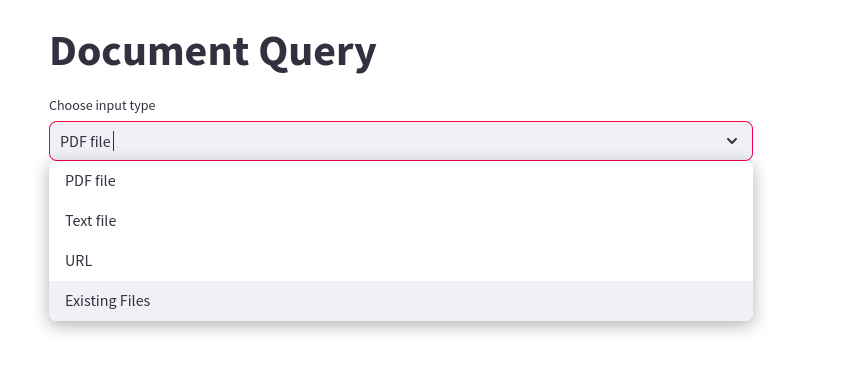 Document Query
Choose input type
PDF file
PDF file
Text file
URL
Existing Files